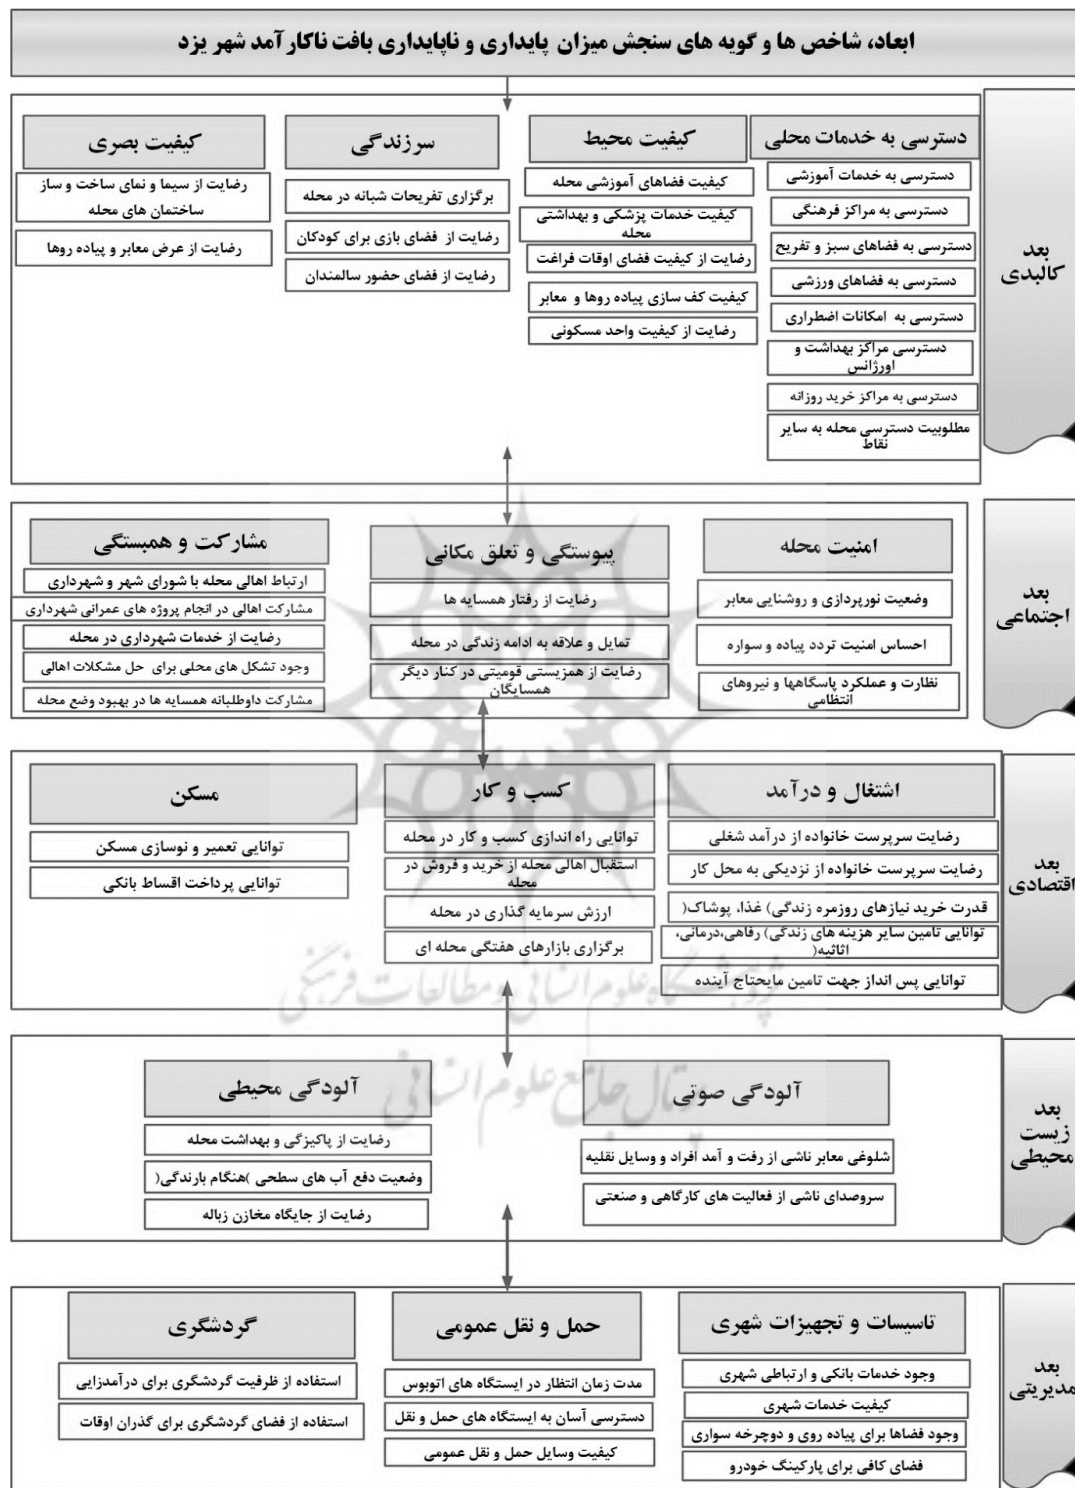 ابعاد، شاخص ها و گویه های سنجش میزان پایداری و ناپایداری بافت ناکارآمد شهر یزد
بعد
کالبدی
دسترسی به خدمات محلی
دسترسی به خدمات آموزشی
دسترسی به مراکز فرهنگی
دسترسی به فضاهای سبز و تفریح
دسترسی به فضاهای ورزشی
دسترسی به امکانات اضطراری
دسترسی مراکز بهداشت و
اورژانس
دسترسی به مراکز خرید روزانه
مطلوبیت دسترسی محله به سایر
نقاط
کیفیت محیط
کیفیت فضاهای آموزشی محله
کیفیت خدمات پزشکی و بهداشتی
محله
رضایت از کیفیت فضای اوقات فراغت
کیفیت کف سازی پیاده روها و معابر
رضایت از کیفیت واحد مسکونی
سرزندگی
برگزاری تفریحات شبانه در محله
رضایت از فضای بازی برای کودکان
رضایت از فضای حضور سالمندان
کیفیت بصری
رضایت از سیما و نمای ساخت و ساز
ساختمان های محله
رضایت از عرض معابر و پیاده روها
بعد
اجتماعی
امنیت محله
وضعیت نورپردازی و روشنایی معابر
احساس امنیت تردد پیاده و سواره
نظارت و عملکرد پاسگاهها و نیروهای
انتظامی
پیوستگی و تعلق مکانی
رضایت از رفتار همسایه ها
تمایل و علاقه به ادامه زندگی در محله
رضایت از همزیستی قومیتی در کنار دیگر
همسایگان
مشارکت و همبستگی
ارتباط اهالی محله با شورای شهر و شهرداری
مشارکت اهالی در انجام پروژه های عمرانی شهرداری
رضایت از خدمات شهرداری در محله
وجود تشکل های محلی برای حل مشکلات اهالی
مشارکت داوطلبانه همسایه ها در بهبود وضع محله
بعد
اقتصادی
اشتغال و درآمد
رضایت سرپرست خانواده از درآمد شغلی
رضایت سرپرست خانواده از نزدیکی به محل کار
قدرت خرید نیازهای روزمره زندگی) غذا، پوشاک(
توانایی تامین سایر هزینه های زندگی) رفاهی،درمانی،
اثاثیه(
توانایی پس انداز جهت تامین مایحتاج آینده
کسب و کار
توانایی راه اندازی کسب و کار در محله
استقبال اهالی محله از خرید و فروش در
محله
ارزش سرمایه گذاری در محله
برگزاری بازارهای هفتگی محله ای
مسکن
توانایی تعمیر و نوسازی مسکن
توانایی پرداخت اقساط بانکی
پژوهشگاه علوم انسانی و مطالعات فرهنگی
پرتال جامع علوم انسانی
بعد
زیست
محیطی
آلودگی صوتی
شلوغی معابر ناشی از رفت و آمد افراد و وسایل نقلیه
سروصدای ناشی از فعالیت های کارگاهی و صنعتی
آلودگی محیطی
رضایت از پاکیزگی و بهداشت محله
وضعیت دفع آب های سطحی )هنگام بارندگی(
رضایت از جایگاه مخازن زباله
بعد
مدیریتی
تاسیسات و تجهیزات شهری
وجود خدمات بانکی و ارتباطی شهری
کیفیت خدمات شهری
وجود فضاها برای پیاده روی و دوچرخه سواری
فضای کافی برای پارکینگ خودرو
حمل و نقل عمومی
مدت زمان انتظار در ایستگاه های اتوبوس
دسترسی آسان به ایستگاه های حمل و نقل
کیفیت وسایل حمل و نقل عمومی
گردشگری
استفاده از ظرفیت گردشگری برای درآمدزایی
استفاده از فضای گردشگری برای گذران اوقات